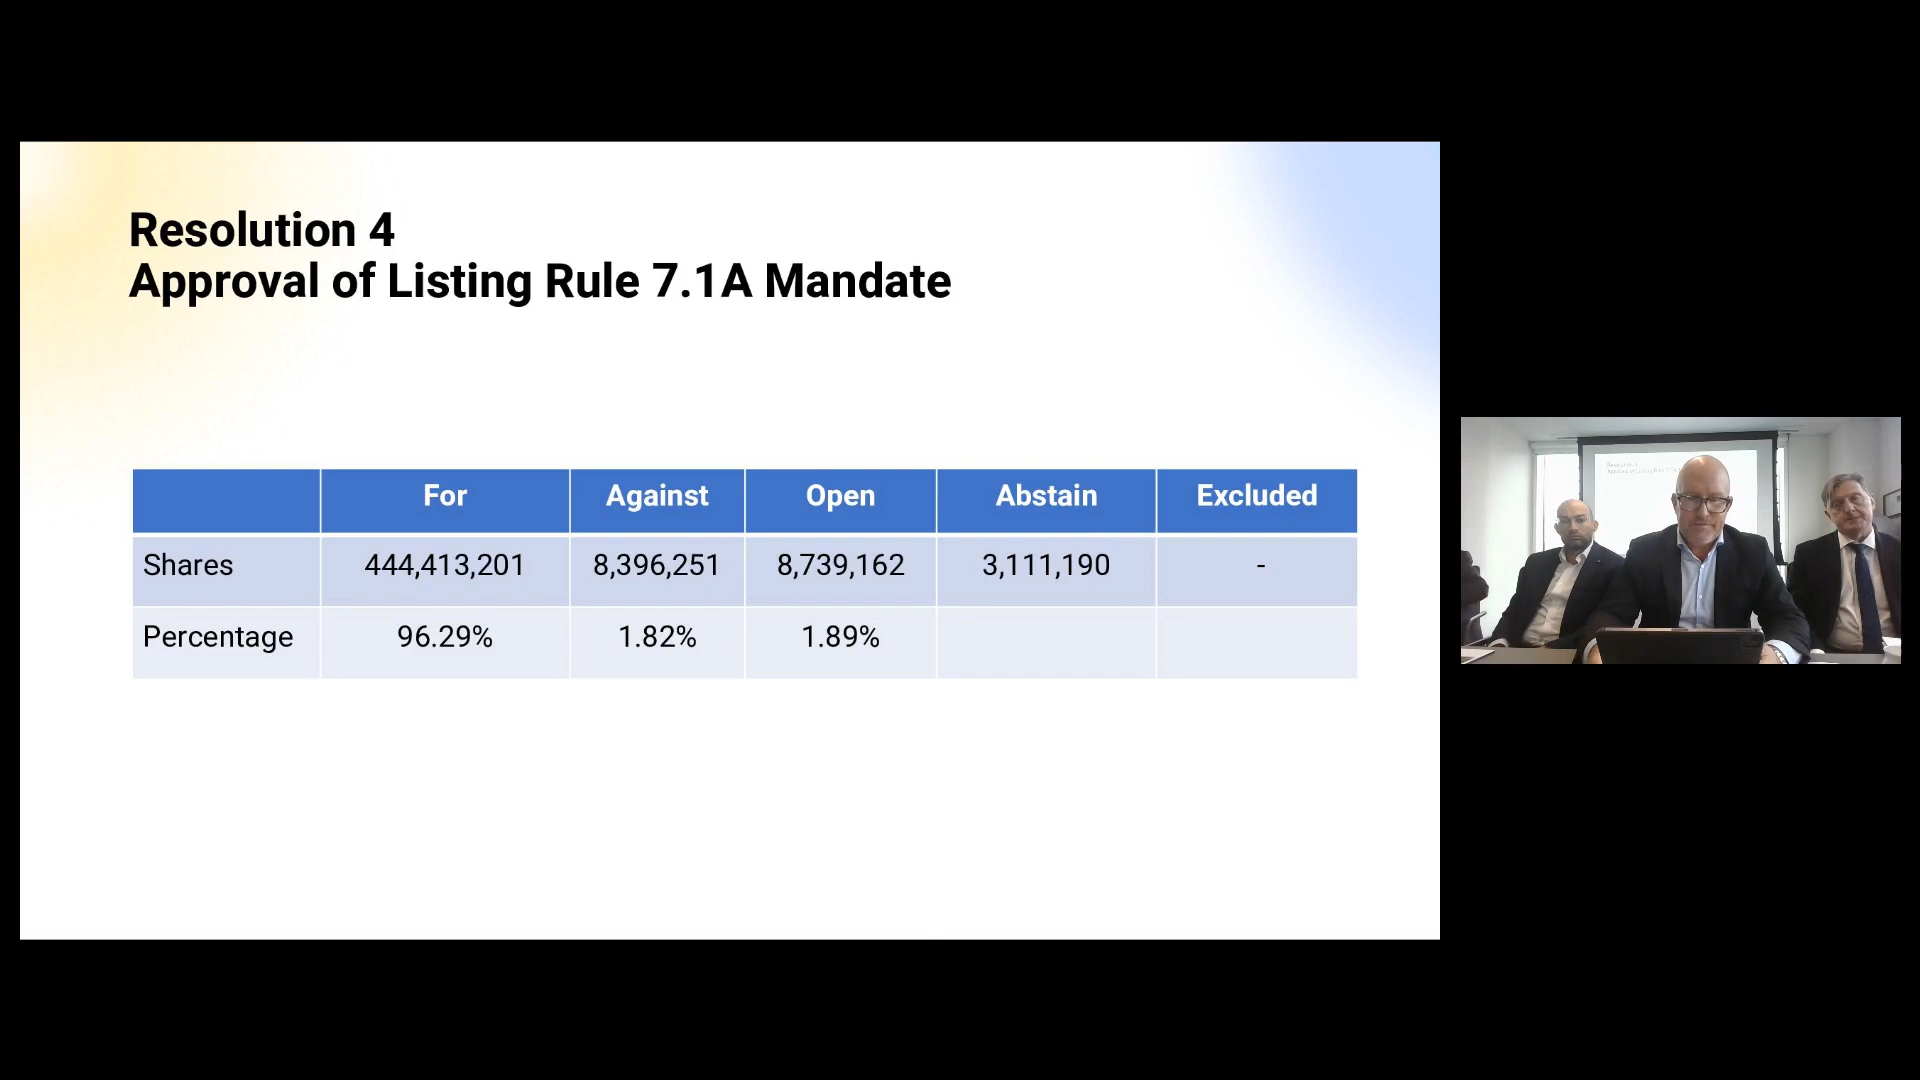 Resolution 4
Approval of Listing Rule 7.1A Mandate
For Against Open Abstain Excluded
Shares 444,413,201 8,396,251 8,739,162 3,111,190 -
Percentage 96.29% 1.82% 1.89%